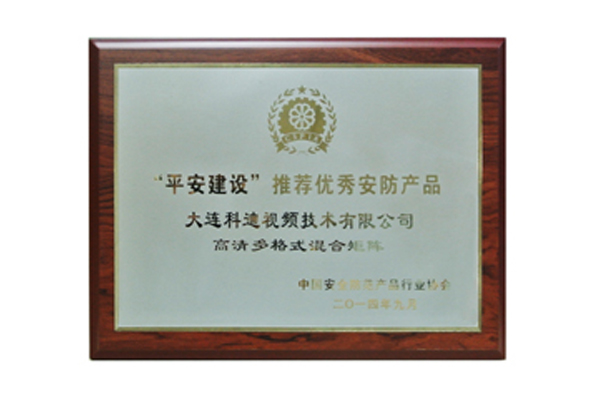 “平安建设”推荐优秀安防产品
大连科迪视频技术有限公司
高清多格式混合矩阵
中国安全防范产品行业协会
二〇一四年九月